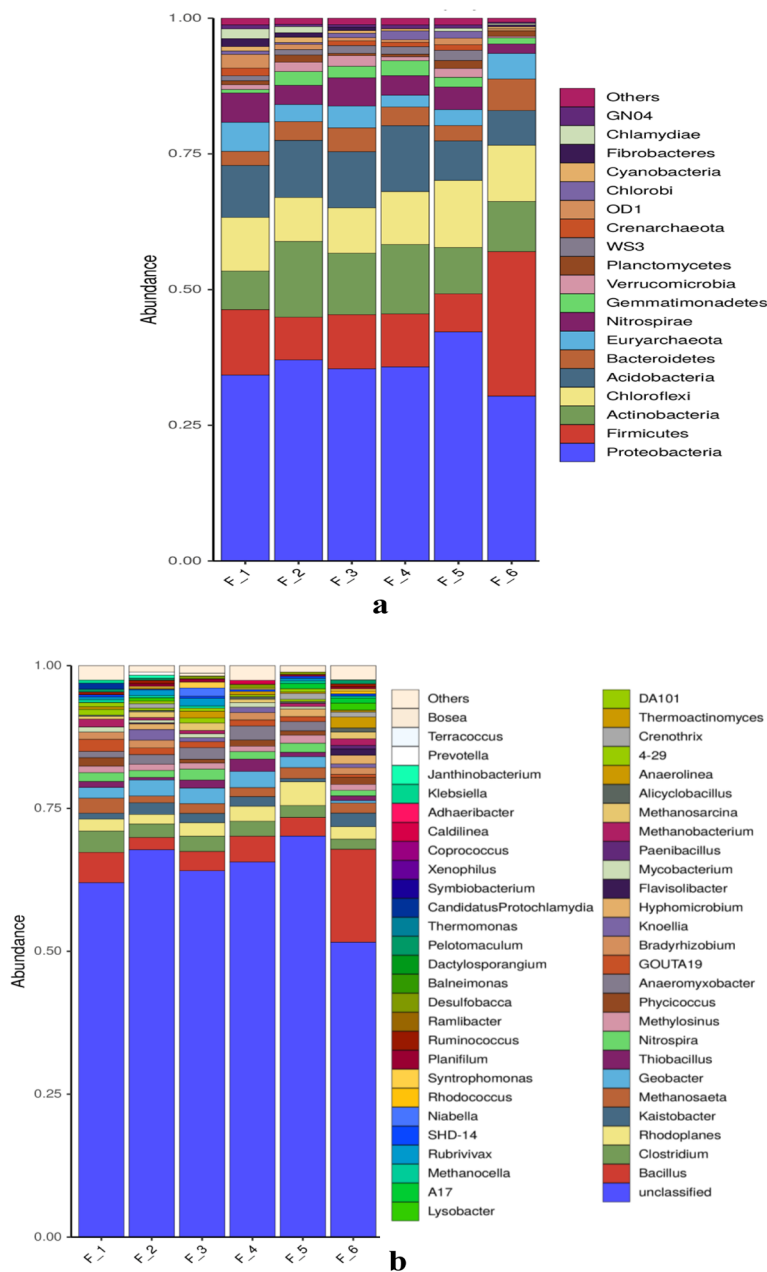 1.00
0.75
0.50
0.25
0.00
Abundance
F_1
F_2
F_3
F_4
F_5
F_6
Others
GN04
Chlamydiae
Fibrobacteres
Cyanobacteria
Chlorobi
OD1
Crenarchaeota
WS3
Planctomycetes
Verrucomicrobia
Gemmatimonadetes
Nitrospirae
Euryarchaeota
Bacteroidetes
Acidobacteria
Chloroflexi
Actinobacteria
Firmicutes
Proteobacteria
a
1.00
0.75
0.50
0.25
0.00
Abundance
F_1
F_2
F_3
F_4
F_5
F_6
Others
Bosea
Terracoccus
Prevotella
Janthinobacterium
Klebsiella
Adhaeribacter
Caldilinea
Coprococcus
Xenophilus
Symbiobacterium
CandidatusProtochlamydia
Thermomonas
Pelotomaculum
Dactylosporangium
Balneimonas
Desulfobacca
Ramlibacter
Ruminococcus
Planifilum
Syntrophomonas
Rhodococcus
Niabella
SHD-14
Rubrivivax
Methanocella
A17
Lysobacter
DA101
Thermoactinomyces
Crenothrix
4-29
Anaerolinea
Alicyclobacillus
Methanosarcina
Methanobacterium
Paenibacillus
Mycobacterium
Flavisolibacter
Hyphomicrobium
Knoellia
Bradyrhizobium
GOUTA19
Anaeromyxobacter
Phycicoccus
Methylosinus
Nitrospira
Thiobacillus
Geobacter
Methanosaeta
Kaistobacter
Rhodoplanes
Clostridium
Bacillus
unclassified
b